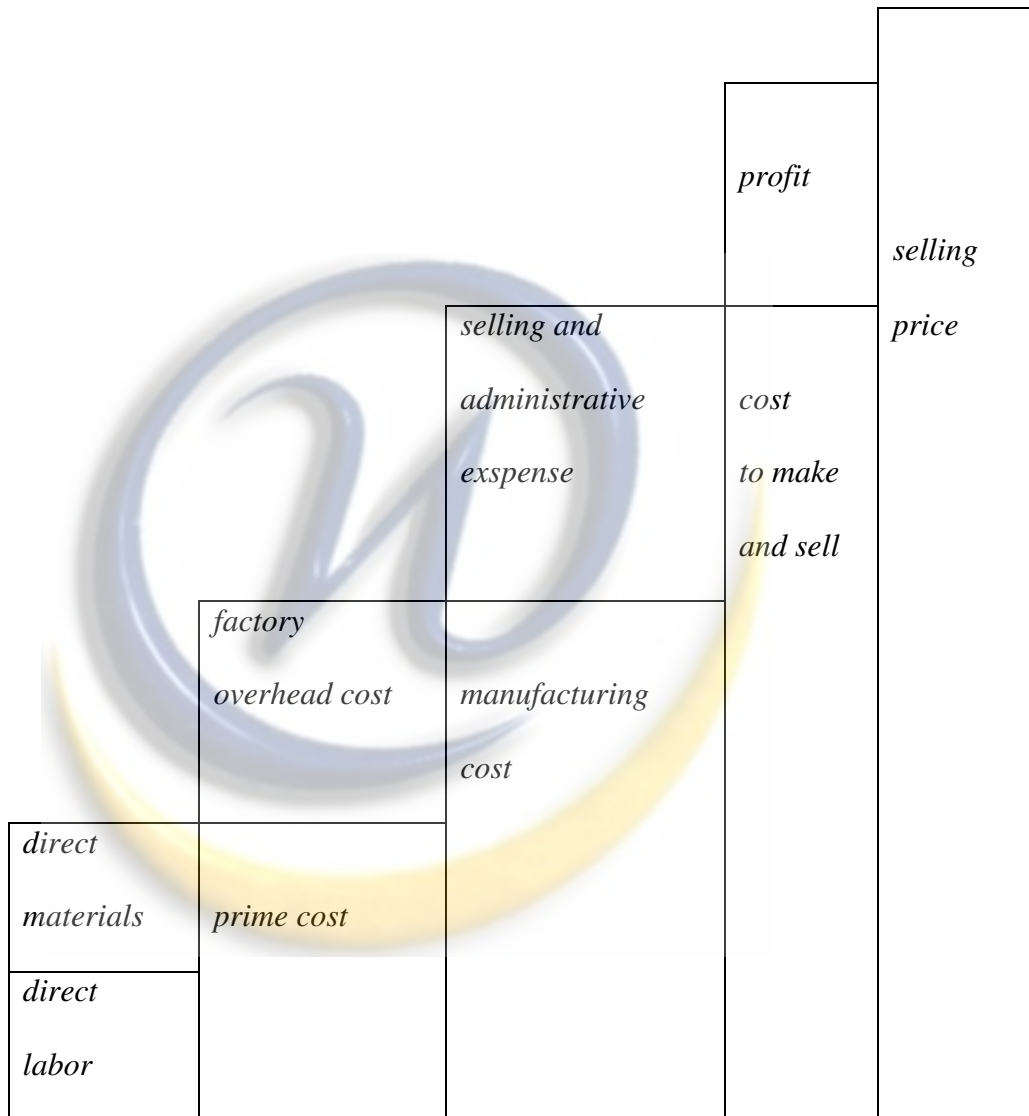 profit
selling
price
selling and
administrative
exspense
cost
to make
and sell
factory
overhead cost
manufacturing
cost
direct
materials
prime cost
direct
labor